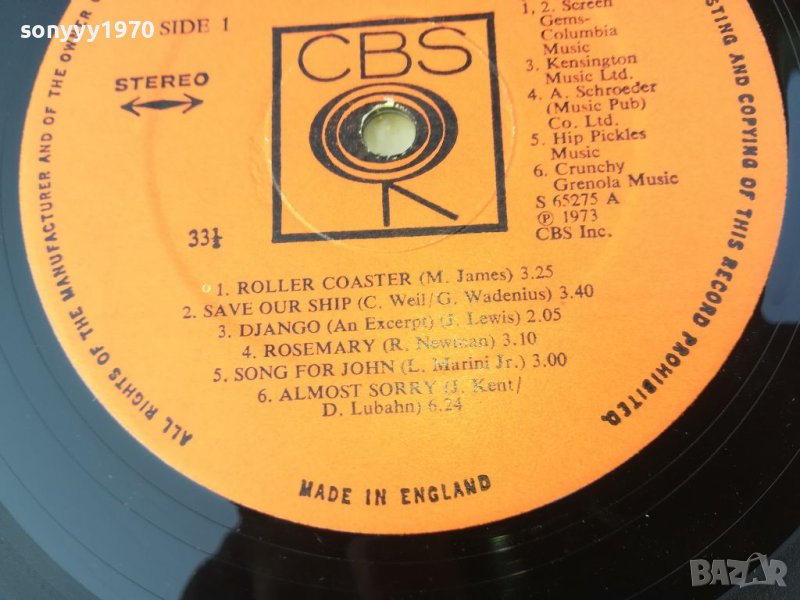 sonyyy1970
SIDE 1
STEREO
CBS
33⅓
1, 2. Screen
Gems-
Columbia
Music
3. Kensington
Music Ltd.
4. A. Schroeder
(Music Pub)
Co. Ltd.
5. Hip Pickles
Music
6. Crunchy
Grenola Music
S 65275 A
Ⓟ 1973
CBS Inc.
1. ROLLER COASTER (M. James) 3.25
2. SAVE OUR SHIP (C. Weil/G. Wadenius) 3.40
3. DJANGO (An Excerpt) (J. Lewis) 2.05
4. ROSEMARY (R. Newman) 3.10
5. SONG FOR JOHN (L. Marini Jr.) 3.00
6. ALMOST SORRY (J. Kent/
D. Lubahn) 6.24
ALL RIGHTS OF THE MANUFACTURER AND OF THE OWNER O
STING AND COPYING OF THIS RECORD PROHIBITED.
MADE IN ENGLAND
BAZAR